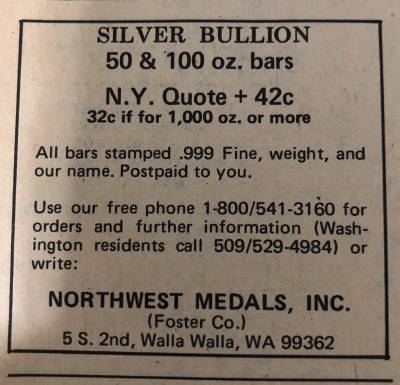 SILVER BULLION
50 & 100 oz. bars
N.Y. Quote + 42c
32c if for 1,000 oz. or more
All bars stamped .999 Fine, weight, and
our name. Postpaid to you.
Use our free phone 1-800/541-3160 for
orders and further information (Wash-
ington residents call 509/529-4984) or
write:
NORTHWEST MEDALS, INC.
(Foster Co.)
5 S. 2nd, Walla Walla, WA 99362